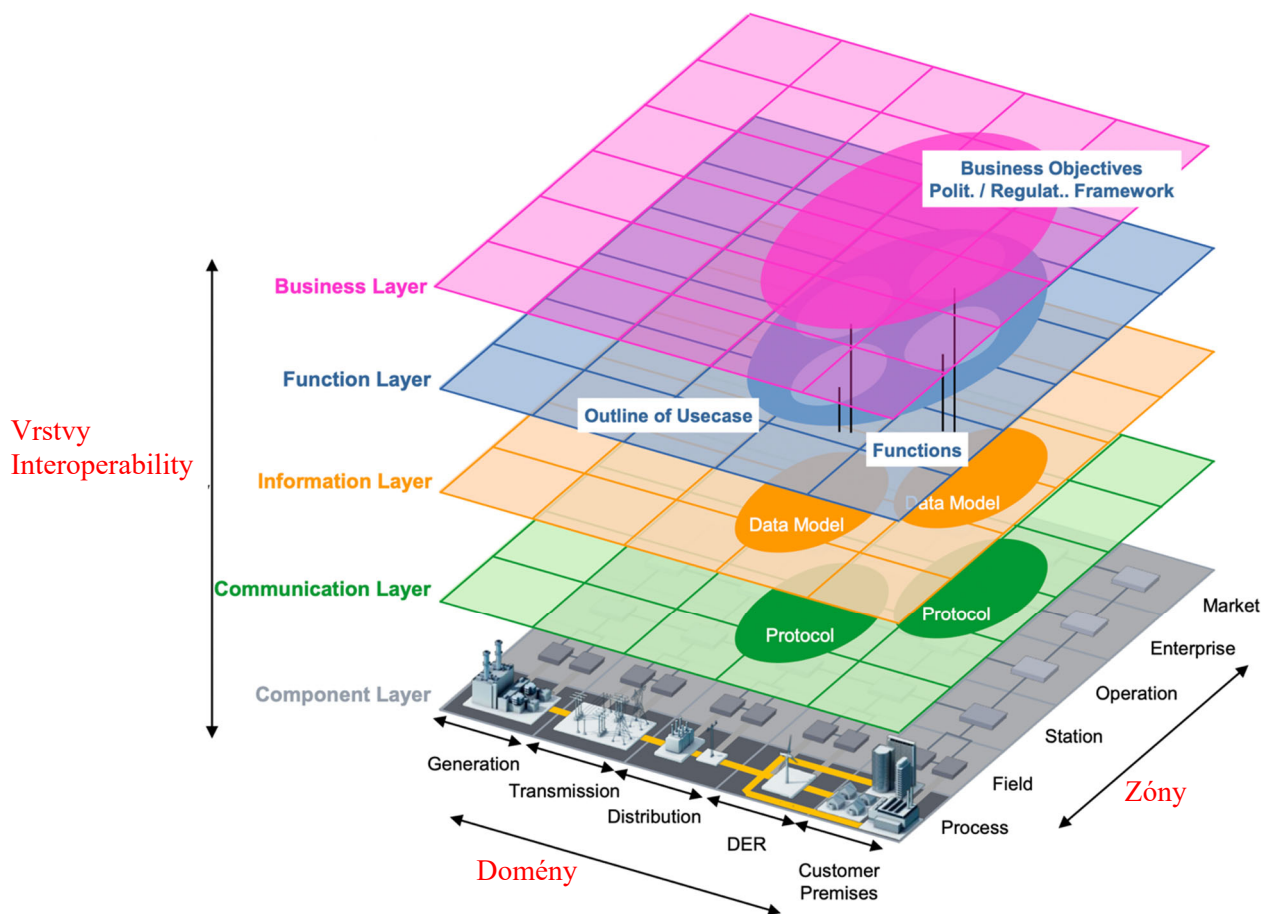 Business Objectives
Polit. / Regulat.. Framework
Business Layer
Function Layer
Outline of Usecase
Functions
Vrstvy
Interoperability
Information Layer
Data Model
Data Model
Communication Layer
Protocol
Protocol
Component Layer
Market
Enterprise
Operation
Station
Field
Process
Zóny
Generation
Transmission
Distribution
DER
Customer
Premises
Domény